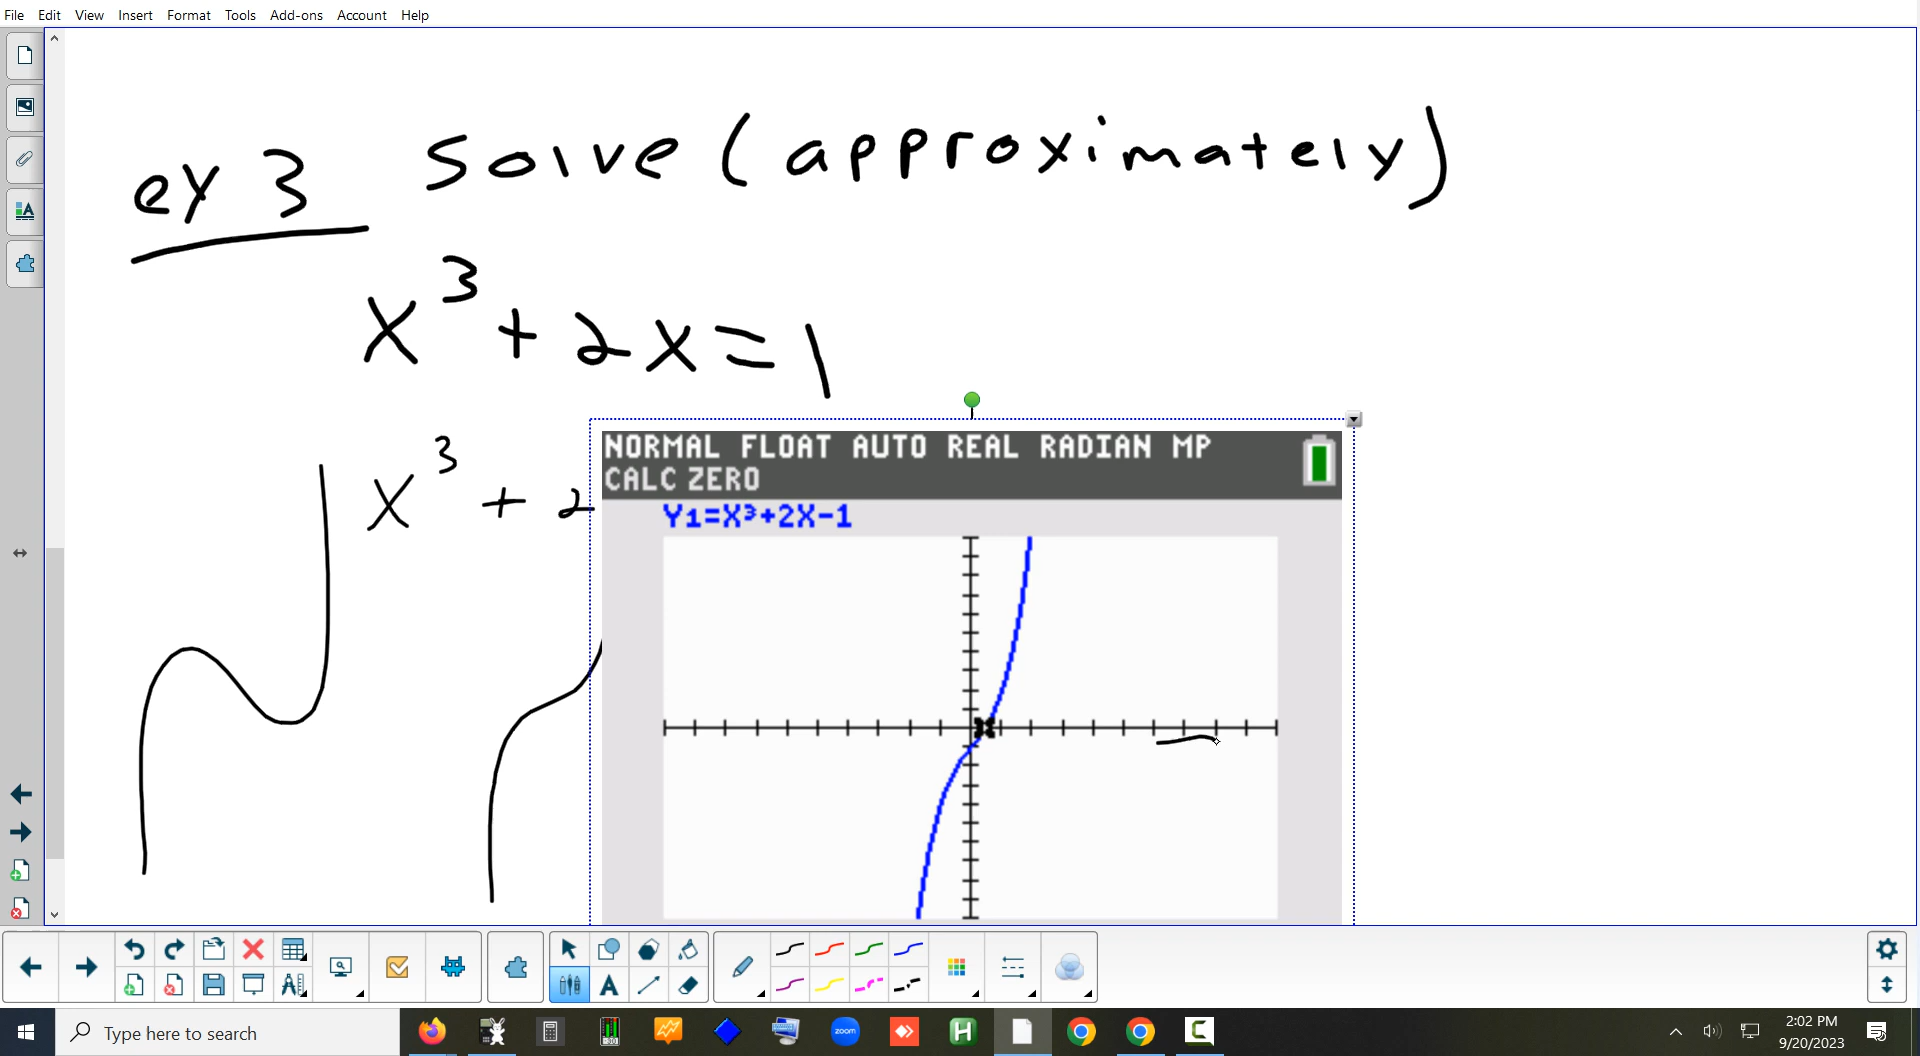 File Edit View Insert Format Tools Add-ons Account Help
ex 3 solve (approximately)
x³ + 2x = 1
x³ + 2
NORMAL FLOAT AUTO REAL RADIAN MP
CALC ZERO
Y1=X³+2X-1
A
A
zoom
H
C
Type here to search
2:02 PM
9/20/2023